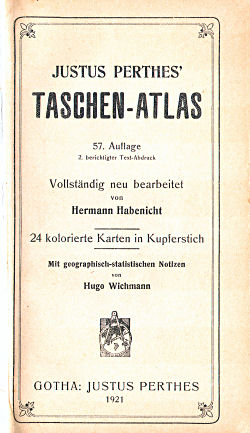 JUSTUS PERTHES'
TASCHEN-ATLAS
57. Auflage
2. berichtigter Text-Abdruck
Vollständig neu bearbeitet
von
Hermann Habenicht
24 kolorierte Karten in Kupferstich
Mit geographisch-statistischen Notizen
von
Hugo Wichmann
GOTHA: JUSTUS PERTHES
1921